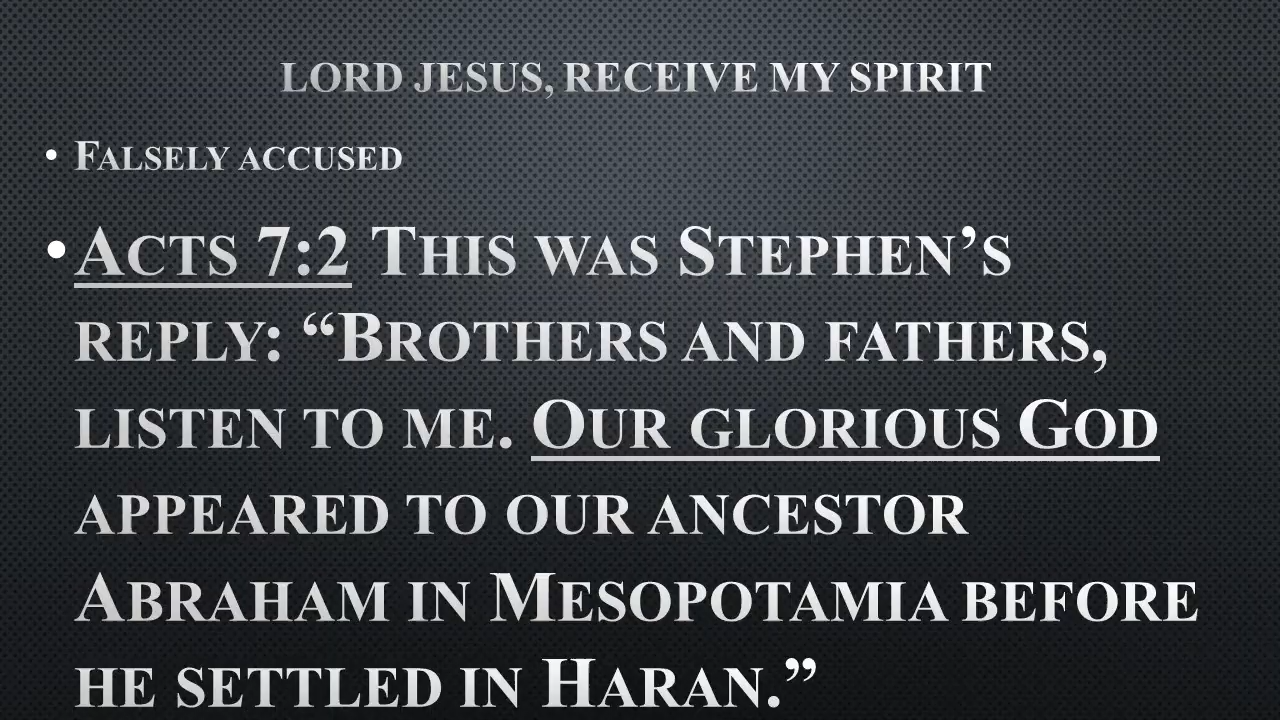 LORD JESUS, RECEIVE MY SPIRIT
• FALSELY ACCUSED
• ACTS 7:2 THIS WAS STEPHEN’S
REPLY: “BROTHERS AND FATHERS,
LISTEN TO ME. OUR GLORIOUS GOD
APPEARED TO OUR ANCESTOR
ABRAHAM IN MESOPOTAMIA BEFORE
HE SETTLED IN HARAN.”